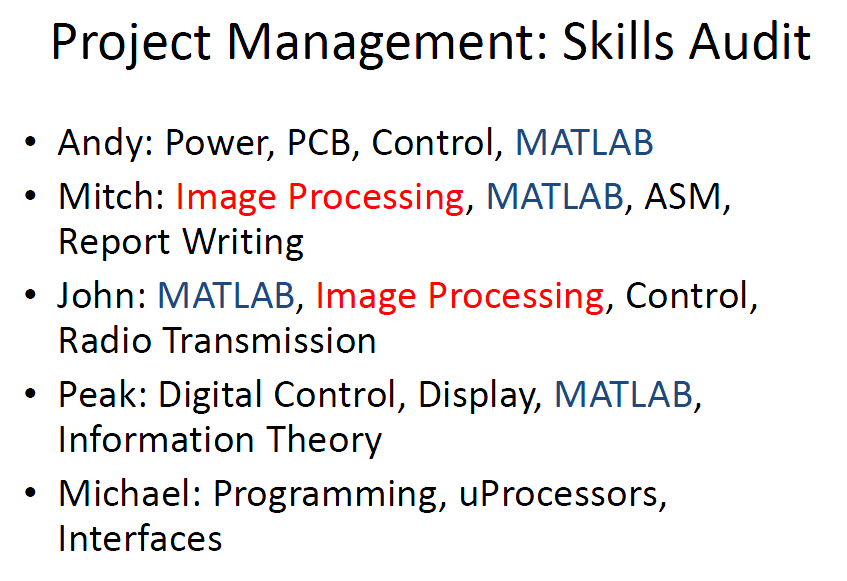 Project Management: Skills Audit
• Andy: Power, PCB, Control, MATLAB
• Mitch: Image Processing, MATLAB, ASM,
Report Writing
• John: MATLAB, Image Processing, Control,
Radio Transmission
• Peak: Digital Control, Display, MATLAB,
Information Theory
• Michael: Programming, uProcessors,
Interfaces